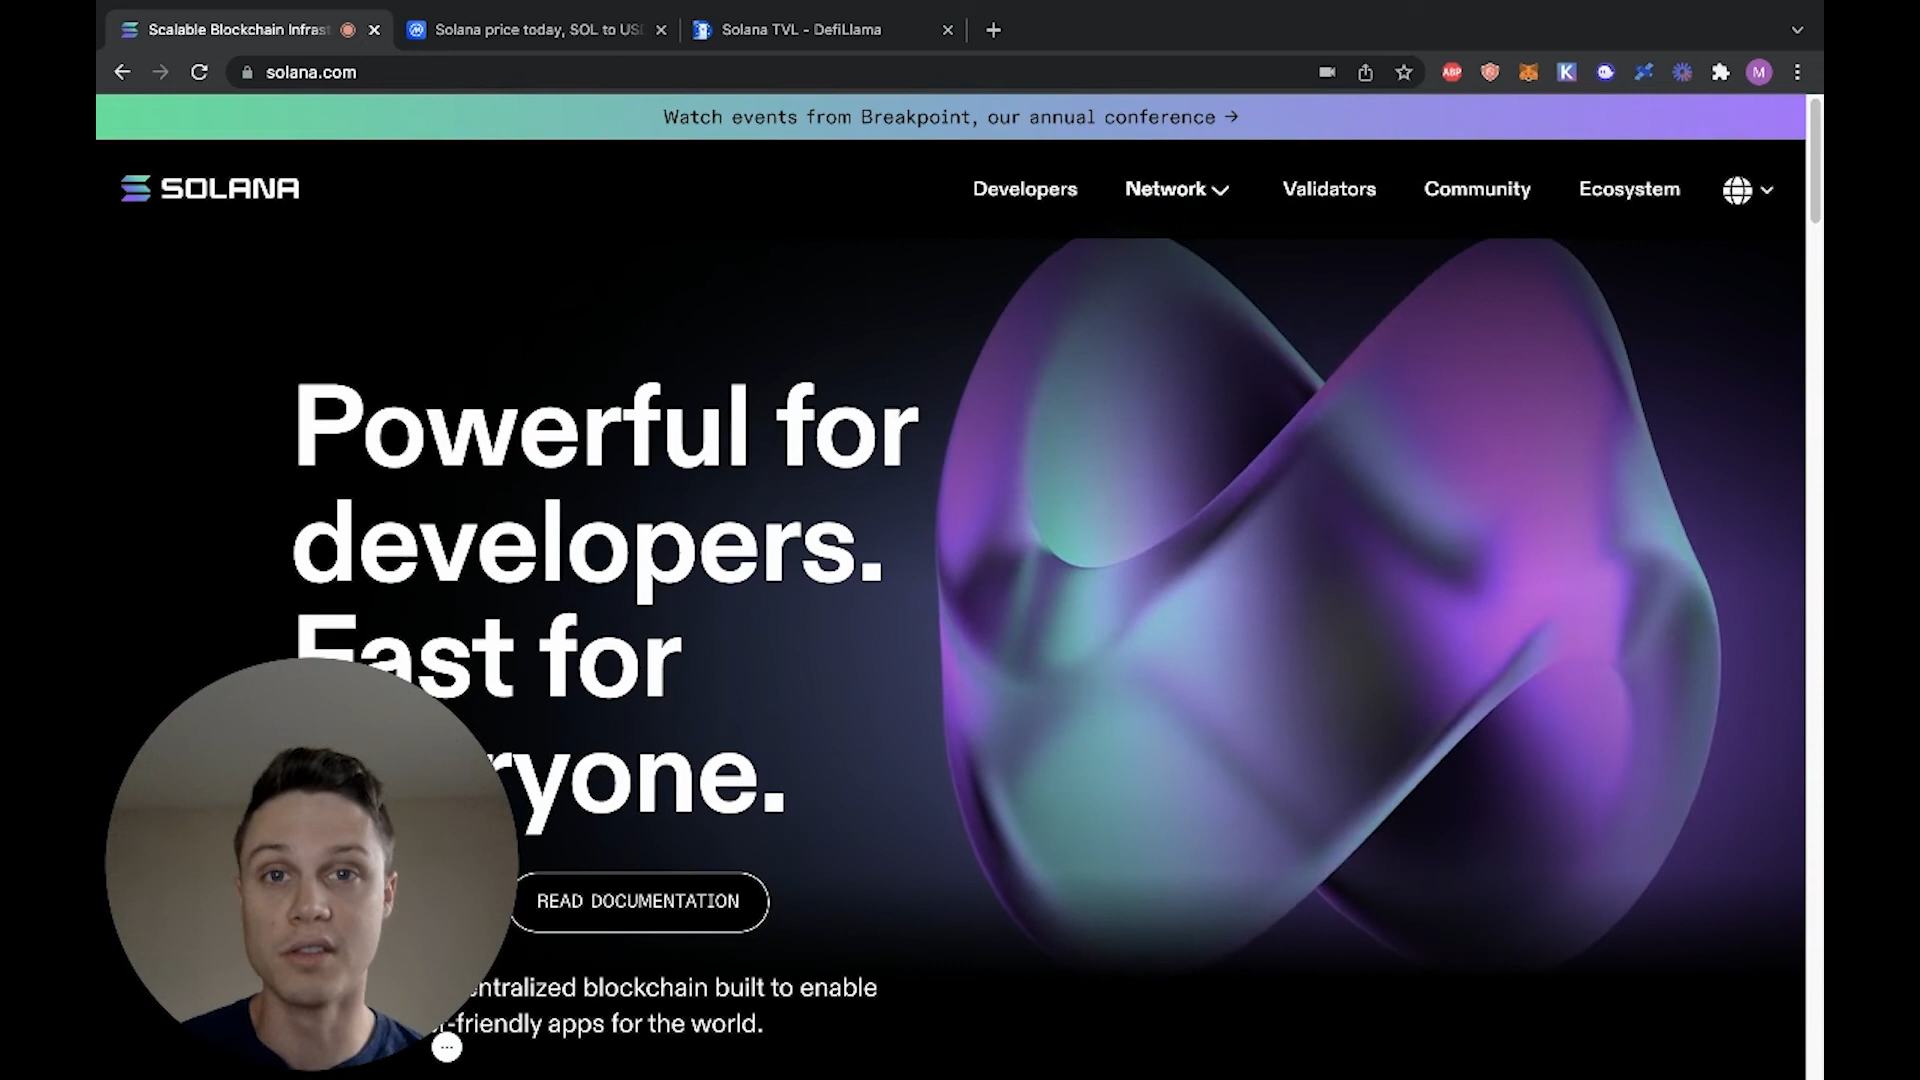 Scalable Blockchain Infrast
Solana price today, SOL to US
Solana TVL - DefiLlama
solana.com
ABP
K
M
Watch events from Breakpoint, our annual conference →
SOLANA
Developers
Network
Validators
Community
Ecosystem
Powerful for
developers.
Fast for
ryone.
READ DOCUMENTATION
entralized blockchain built to enable
-friendly apps for the world.